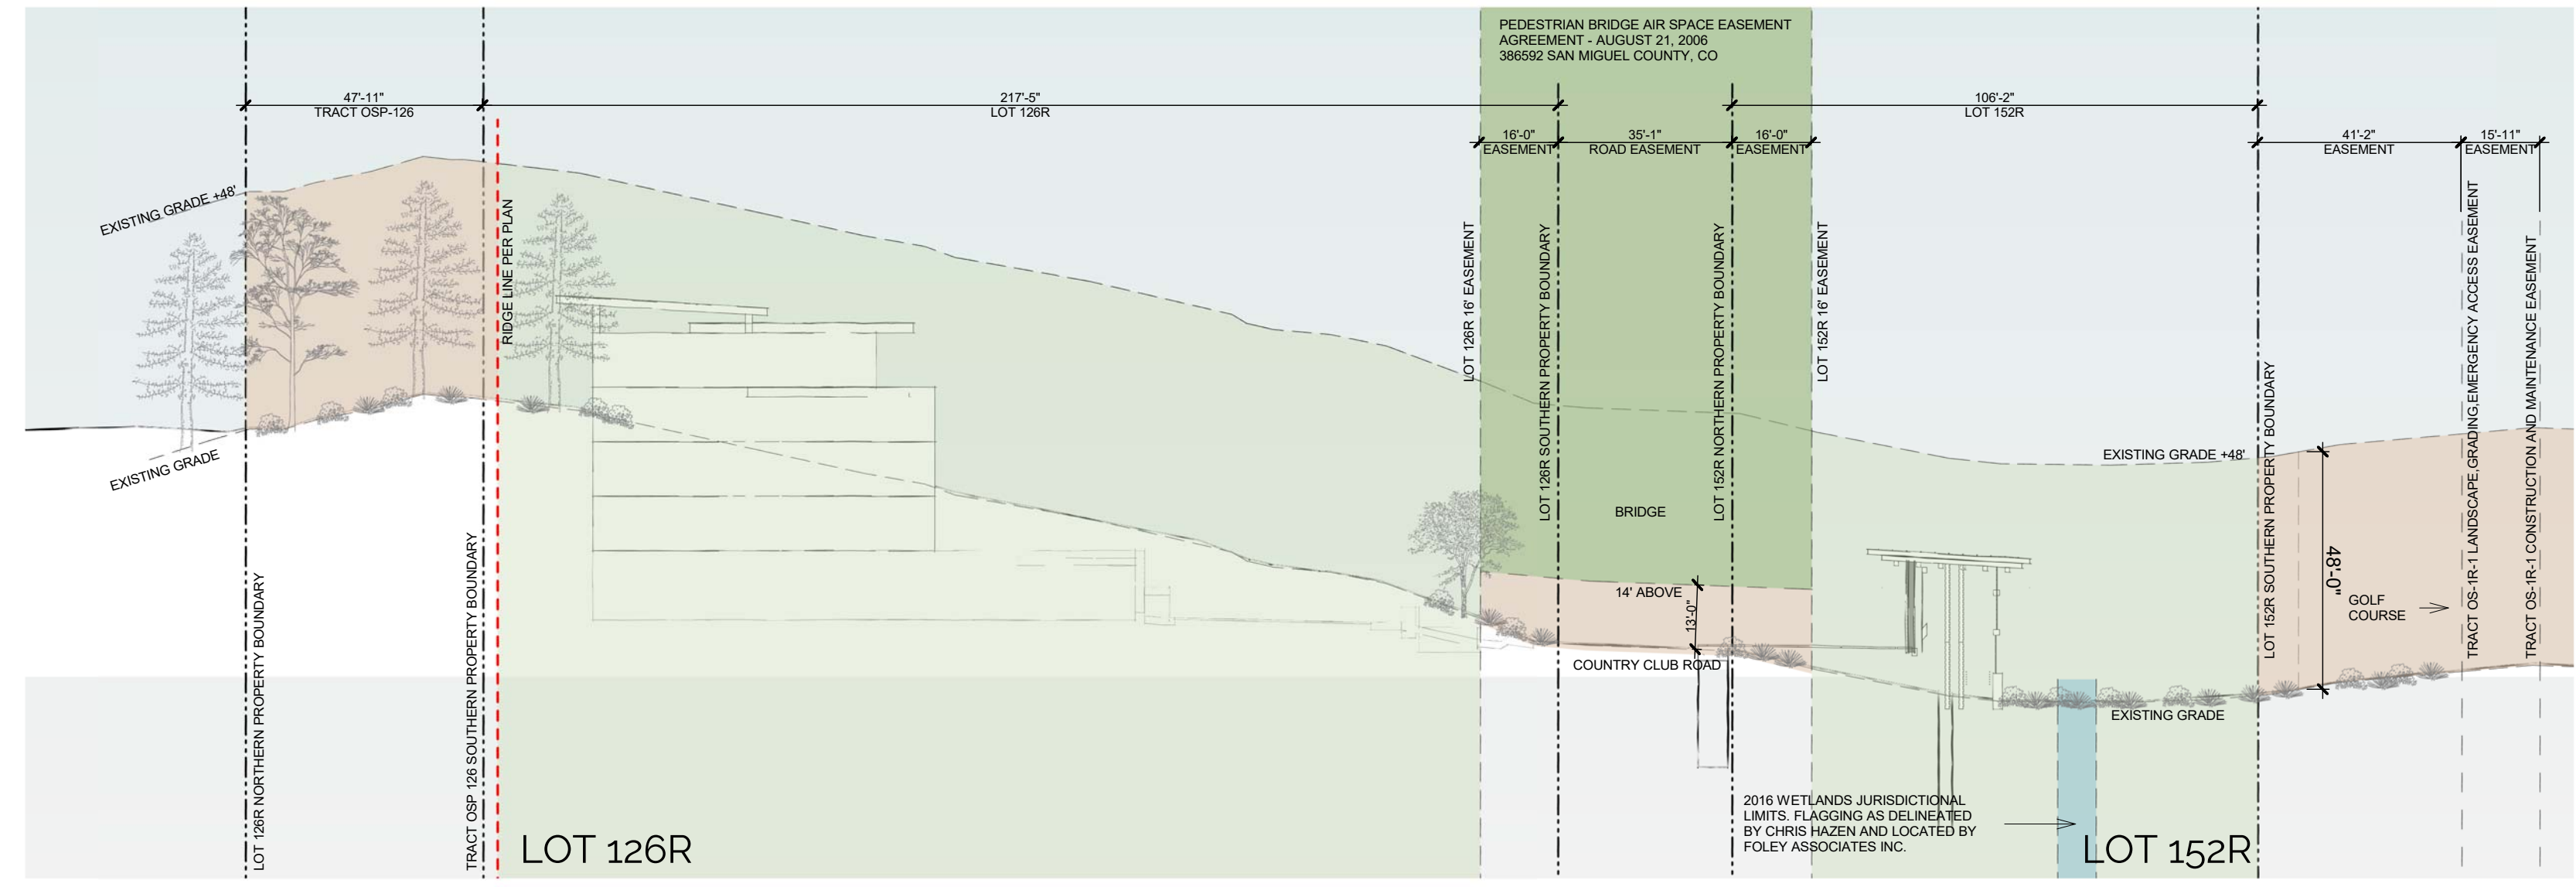 PEDESTRIAN BRIDGE AIR SPACE EASEMENT
AGREEMENT - AUGUST 21, 2006
386592 SAN MIGUEL COUNTY, CO
47'-11"
TRACT OSP-126
217'-5"
LOT 126R
106'-2"
LOT 152R
16'-0"
EASEMENT
35'-1"
ROAD EASEMENT
16'-0"
EASEMENT
41'-2"
EASEMENT
15'-11"
EASEMENT
EXISTING GRADE +48'
EXISTING GRADE
LOT 126R NORTHERN PROPERTY BOUNDARY
TRACT OSP 126 SOUTHERN PROPERTY BOUNDARY
RIDGE LINE PER PLAN
LOT 126R 16' EASEMENT
LOT 126R SOUTHERN PROPERTY BOUNDARY
LOT 152R NORTHERN PROPERTY BOUNDARY
LOT 152R 16' EASEMENT
BRIDGE
14' ABOVE
13'-0"
COUNTRY CLUB ROAD
EXISTING GRADE +48'
LOT 152R SOUTHERN PROPERTY BOUNDARY
48'-0"
GOLF
COURSE
TRACT OS-1R-1 LANDSCAPE,GRADING,EMERGENCY ACCESS EASEMENT
TRACT OS-1R-1 CONSTRUCTION AND MAINTENANCE EASEMENT
EXISTING GRADE
2016 WETLANDS JURISDICTIONAL
LIMITS. FLAGGING AS DELINEATED
BY CHRIS HAZEN AND LOCATED BY
FOLEY ASSOCIATES INC.
LOT 126R
LOT 152R